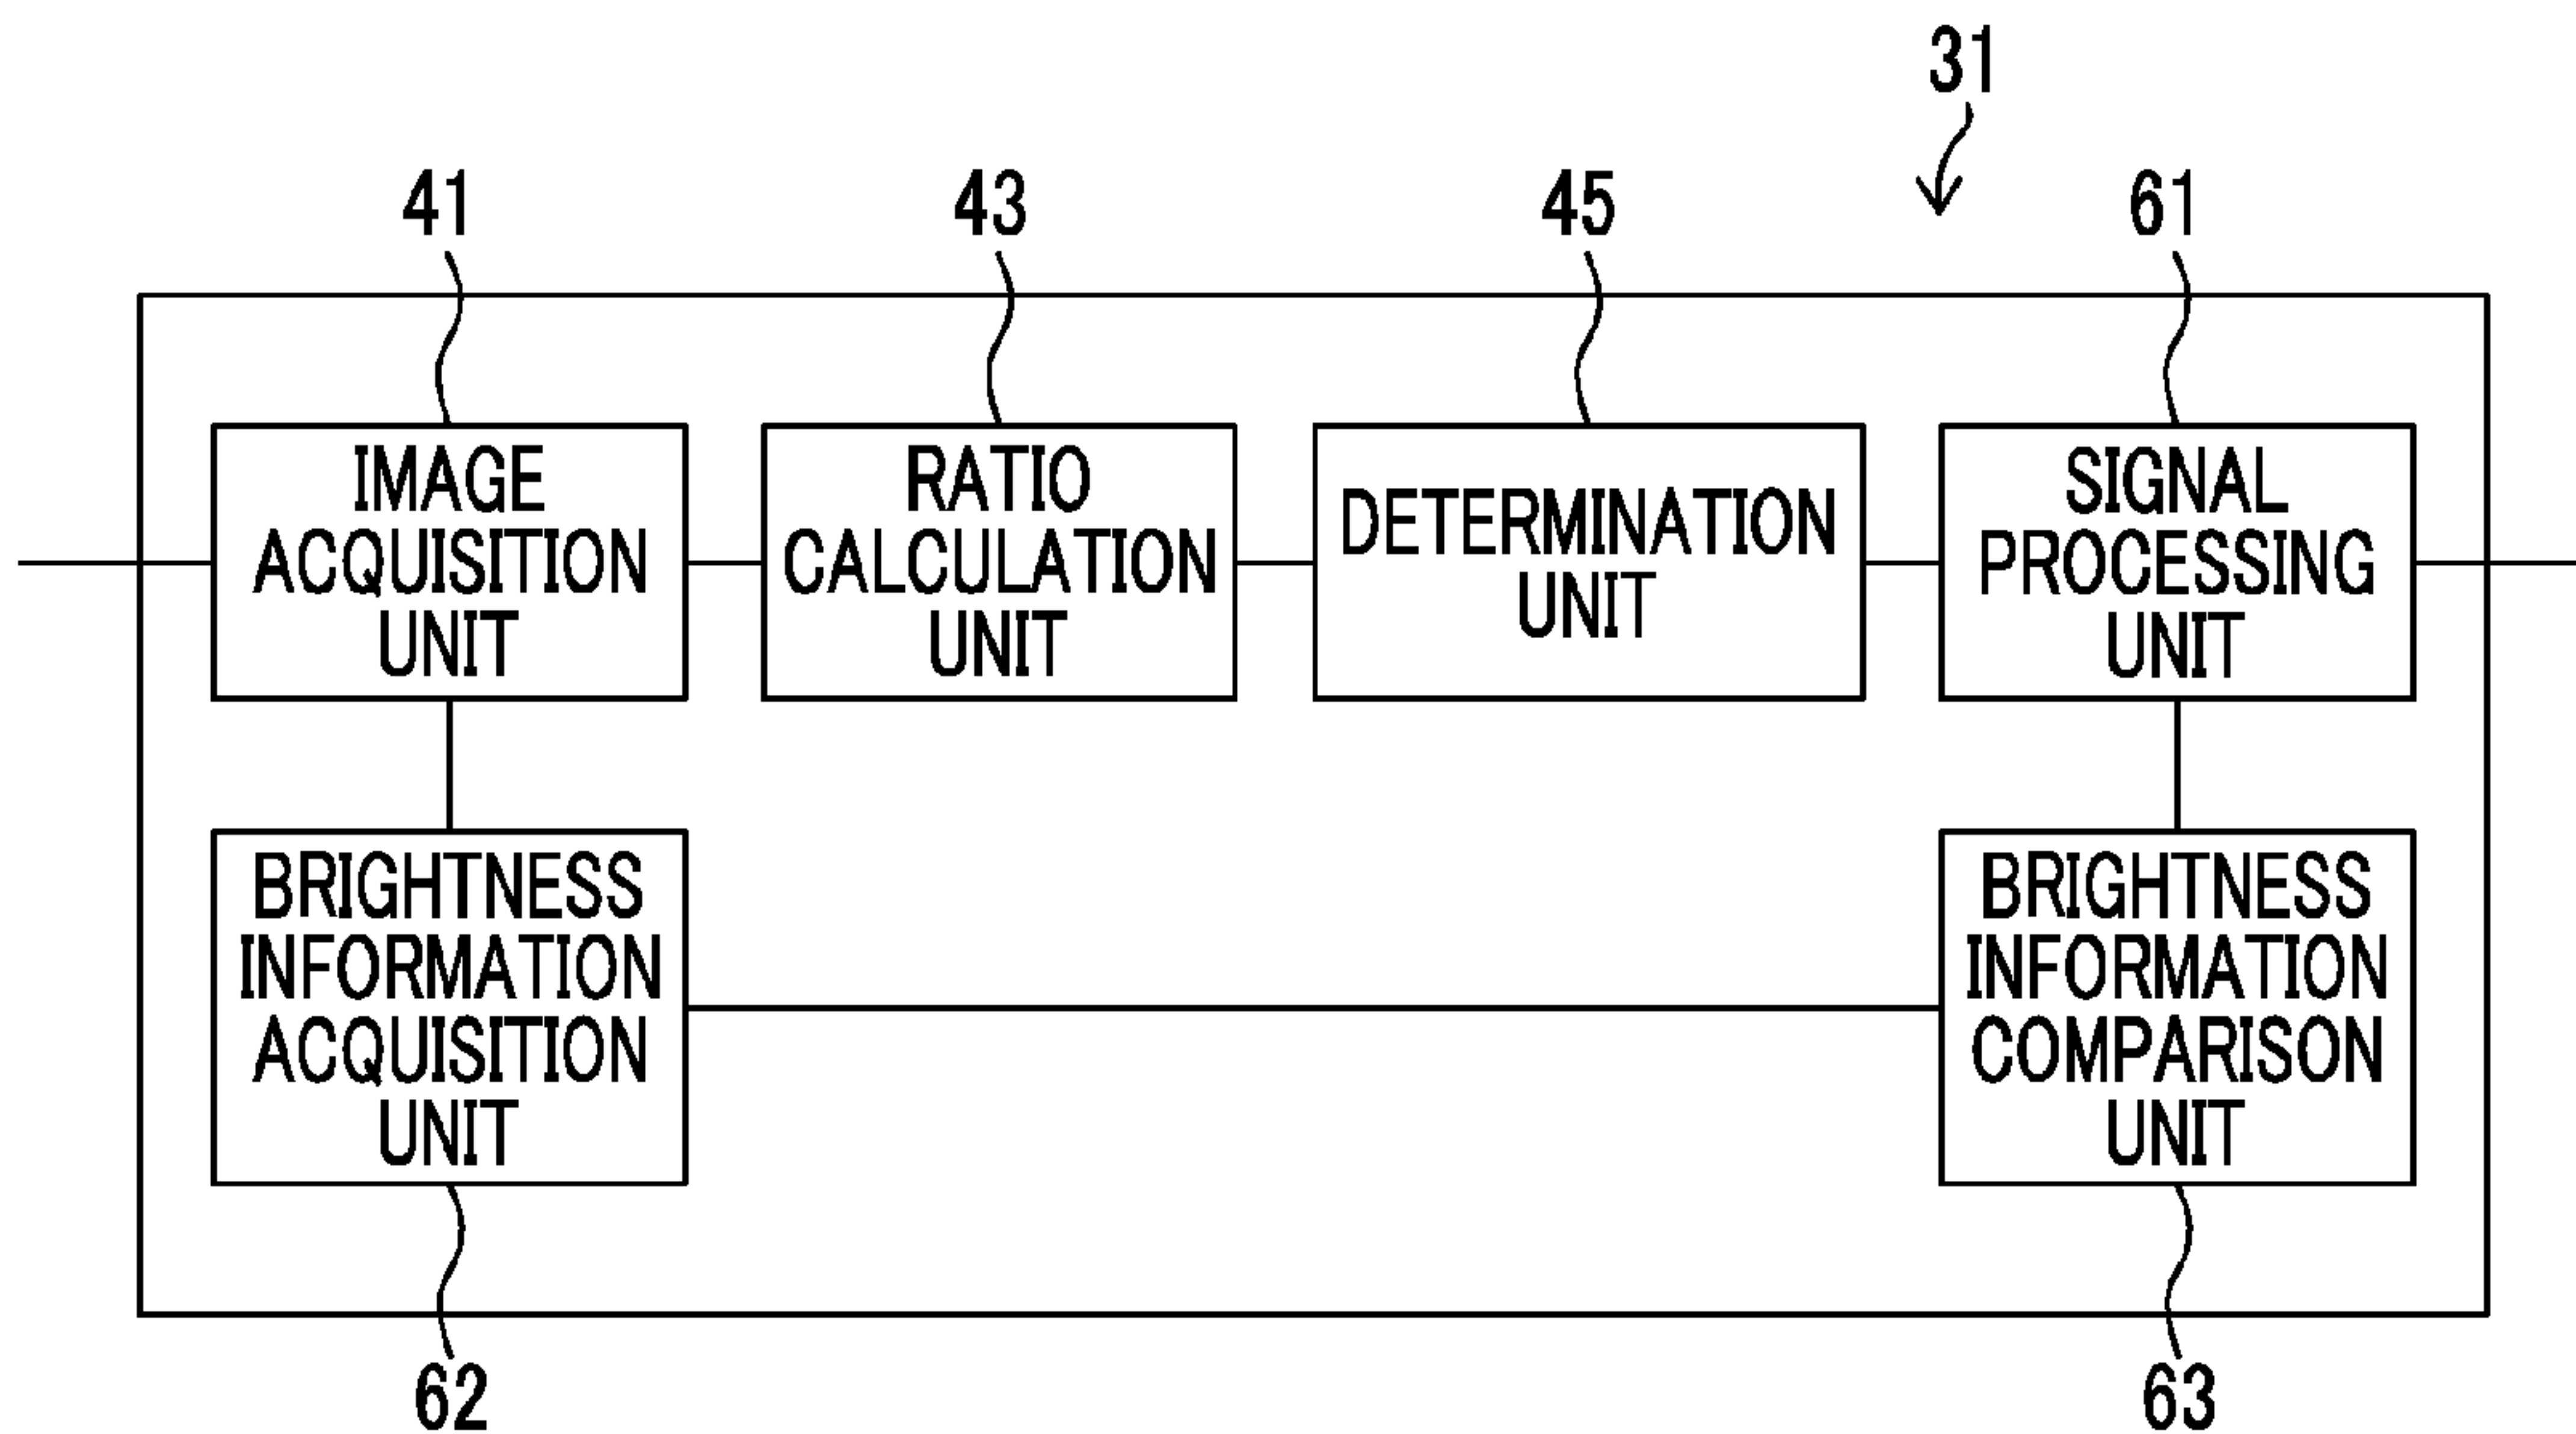 31
41
43
45
61
IMAGE
ACQUISITION
UNIT
RATIO
CALCULATION
UNIT
DETERMINATION
UNIT
SIGNAL
PROCESSING
UNIT
BRIGHTNESS
INFORMATION
ACQUISITION
UNIT
BRIGHTNESS
INFORMATION
COMPARISON
UNIT
62
63